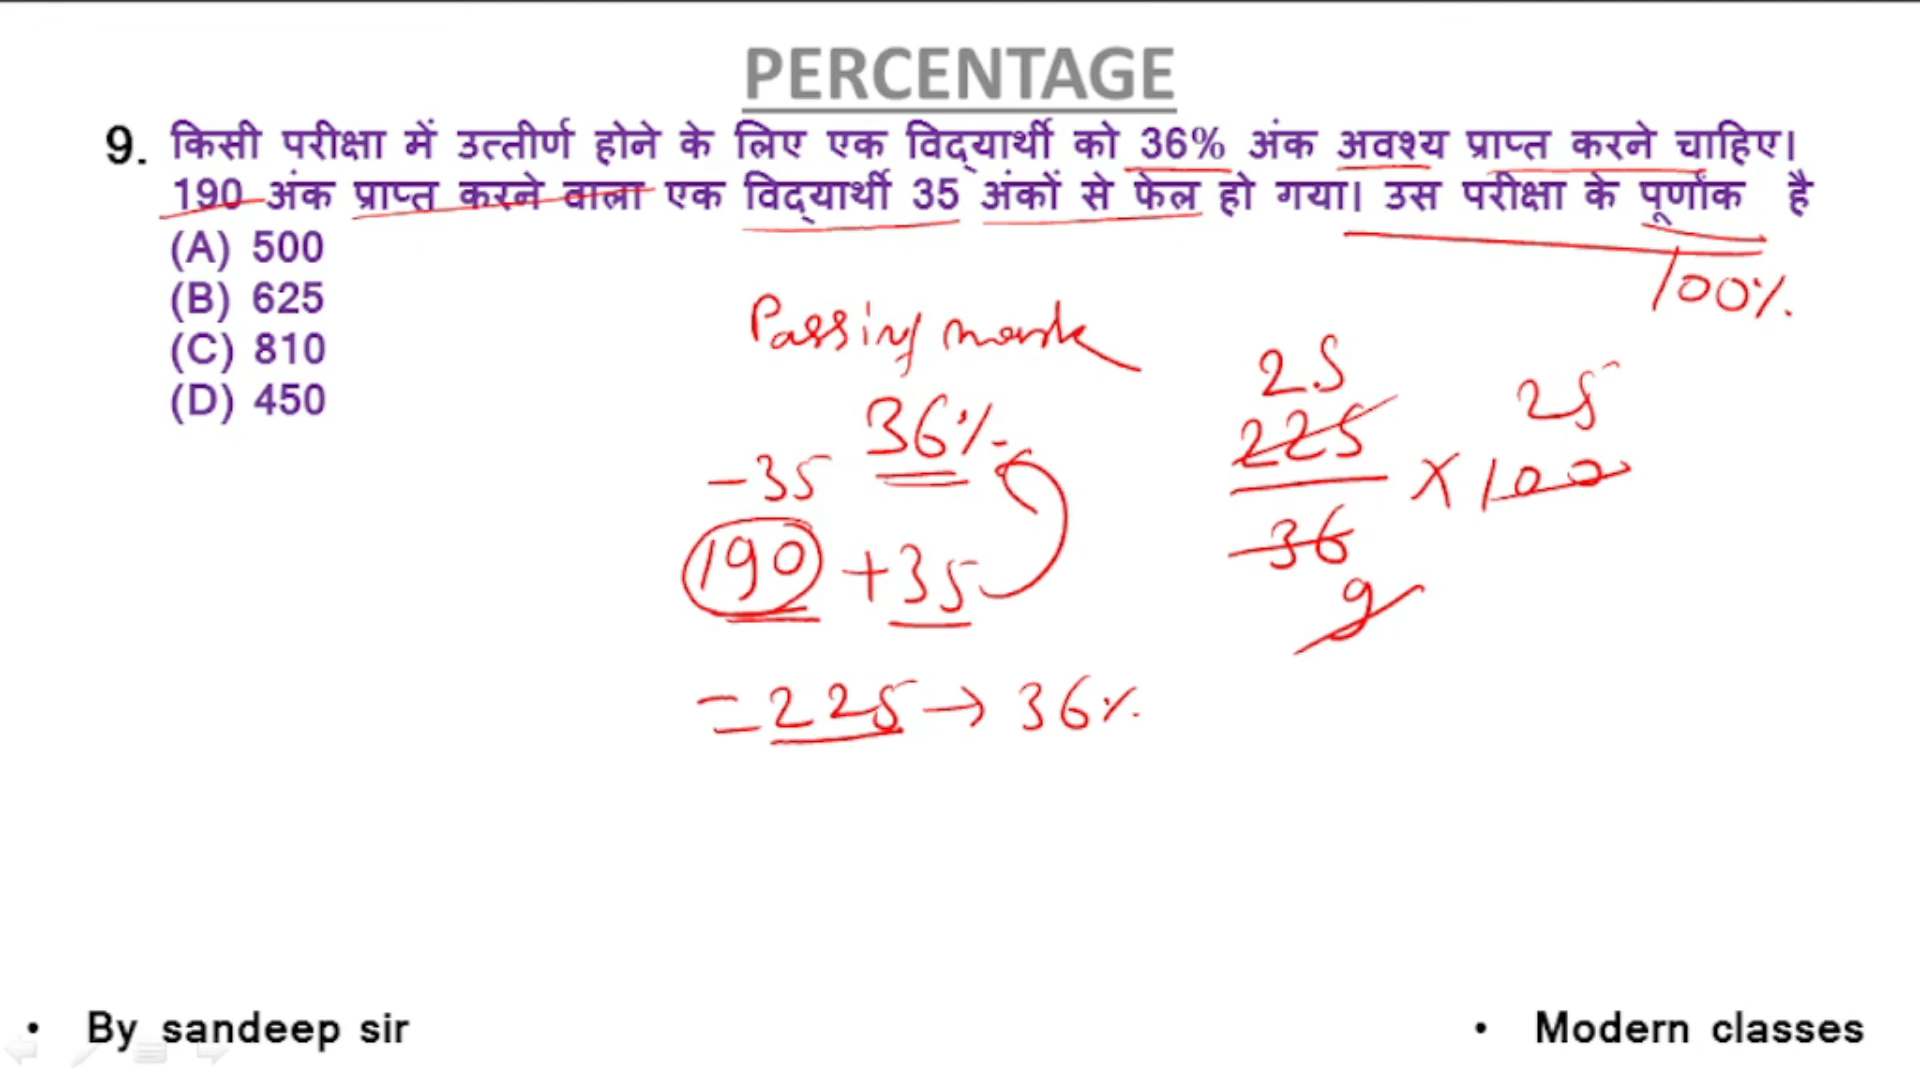 PERCENTAGE
9. किसी परीक्षा में उत्तीर्ण होने के लिए एक विद्यार्थी को 36% अंक अवश्य प्राप्त करने चाहिए।
190 अंक प्राप्त करने वाला एक विद्यार्थी 35 अंकों से फेल हो गया। उस परीक्षा के पूर्णांक है
(A) 500
(B) 625
(C) 810
(D) 450
100%.
Passing mark
36%.
-35
190 +35
= 225 → 36%.
25 25
225 × 100
36
9
• By sandeep sir
• Modern classes